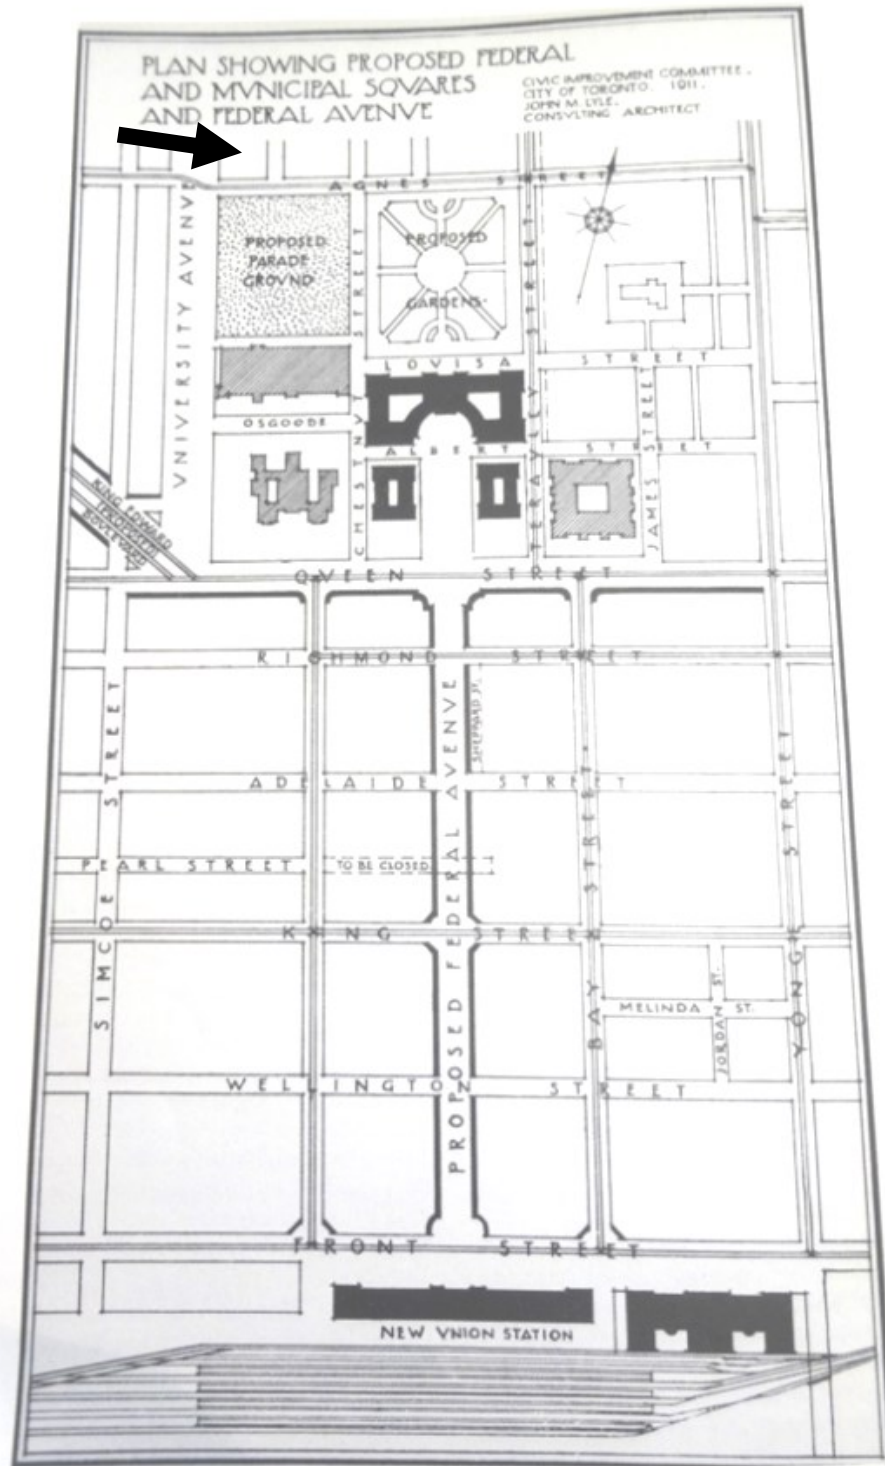 PLAN SHOWING PROPOSED FEDERAL
AND MVNICIPAL SQVARES
AND FEDERAL AVENVE
CIVIC IMPROVEMENT COMMITTEE.
CITY OF TORONTO. 1911.
JOHN M. LYLE.
CONSVLTING ARCHITECT
AGNES STREET
VNIVERSITY AVENVE
PROPOSED
PARADE
GROVND
STREET
PROPOSED
GARDENS
STREET
LOVISA STREET
OSGOODE
CHESTNVT
ALBERT STREET
TERAVLEY
JAMES STREET
KING EDWARD
(PROPOSED)
BOVLEVARD
QVEEN STREET
RICHMOND STREET
SIMCOE STREET
PROPOSED FEDERAL AVENVE
SHEPPARD ST.
ADELAIDE STREET
BAY STREET
YONGE STREET
PEARL STREET
TO BE CLOSED
KING STREET
MELINDA ST.
JORDAN ST.
WELLINGTON STREET
FRONT STREET
NEW VNION STATION